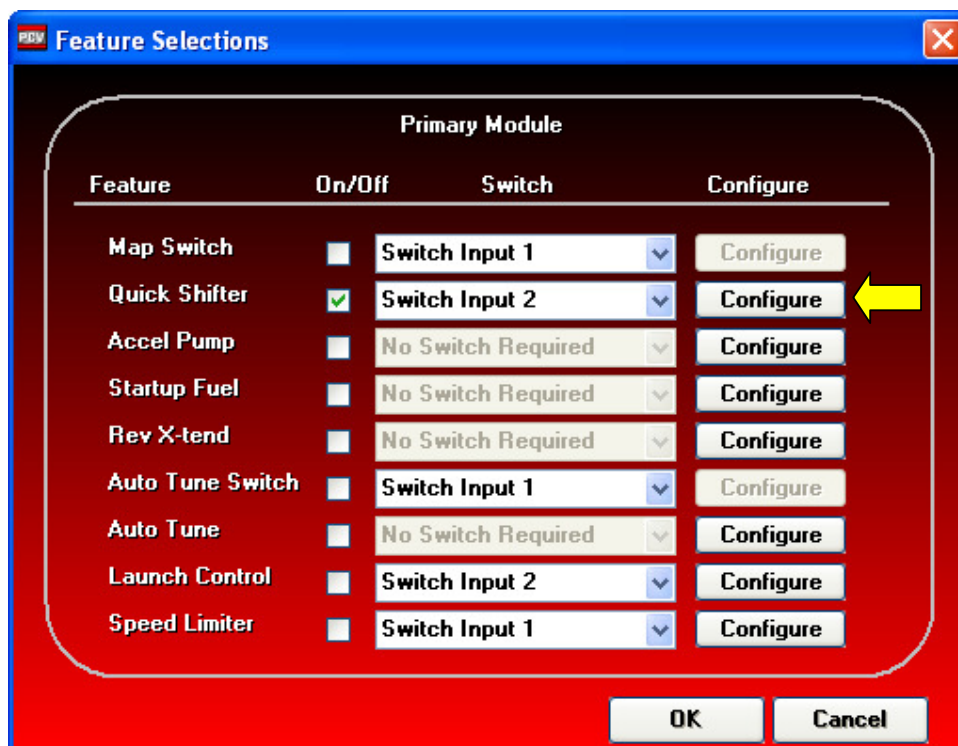 PCV Feature Selections
Primary Module
Feature On/Off Switch Configure
Map Switch Switch Input 1 Configure
Quick Shifter Switch Input 2 Configure
Accel Pump No Switch Required Configure
Startup Fuel No Switch Required Configure
Rev X-tend No Switch Required Configure
Auto Tune Switch Switch Input 1 Configure
Auto Tune No Switch Required Configure
Launch Control Switch Input 2 Configure
Speed Limiter Switch Input 1 Configure
OK Cancel